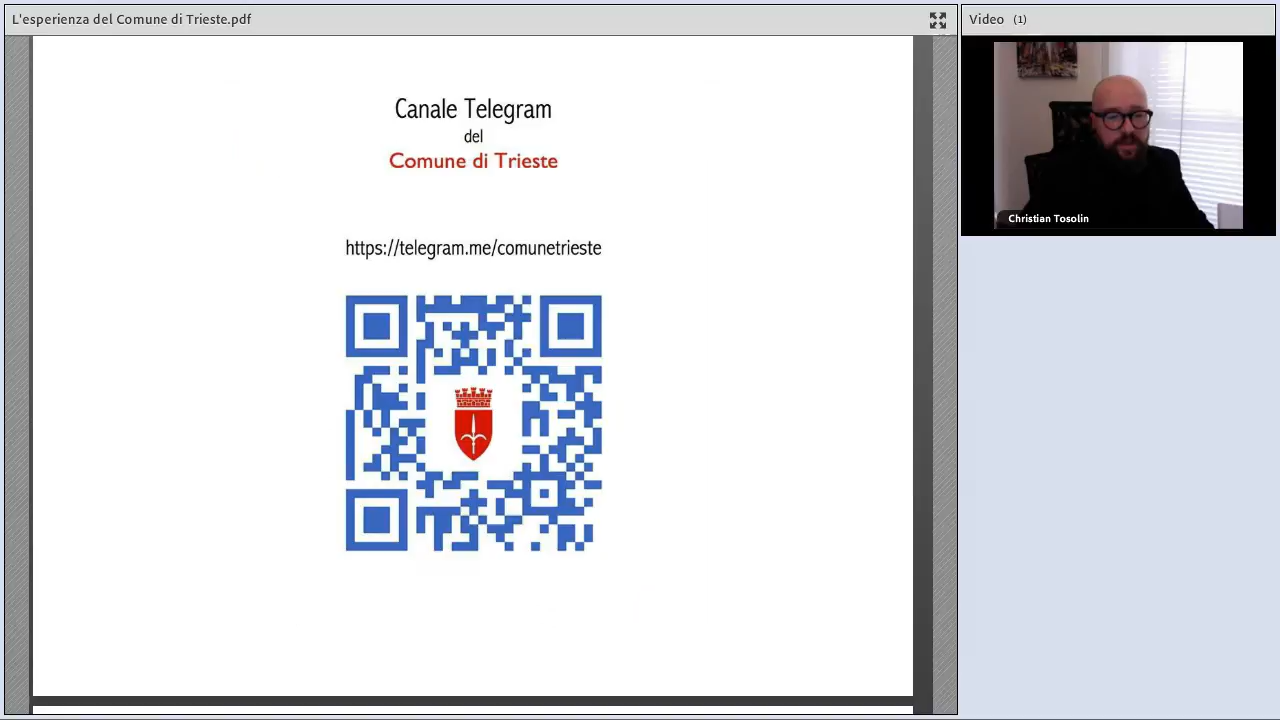 L'esperienza del Comune di Trieste.pdf
Video (1)
Canale Telegram
del
Comune di Trieste
https://telegram.me/comunetrieste
Christian Tosolin